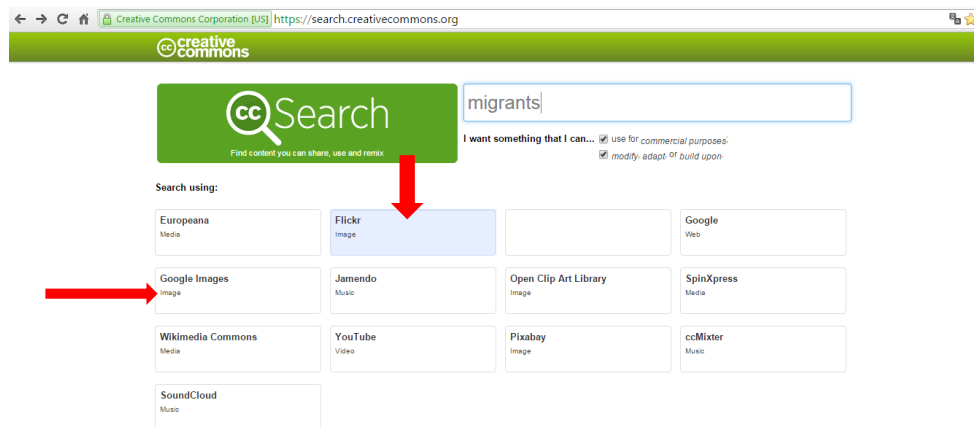 Creative Commons Corporation [US] https://search.creativecommons.org
cc creative commons
cc Search
Find content you can share, use and remix
migrants
I want something that I can... use for commercial purposes;
modify, adapt, or build upon.
Search using:
Europeana
Media
Flickr
Image
Google
Web
Google Images
Image
Jamendo
Music
Open Clip Art Library
Image
SpinXpress
Media
Wikimedia Commons
Media
YouTube
Video
Pixabay
Image
ccMixter
Music
SoundCloud
Music